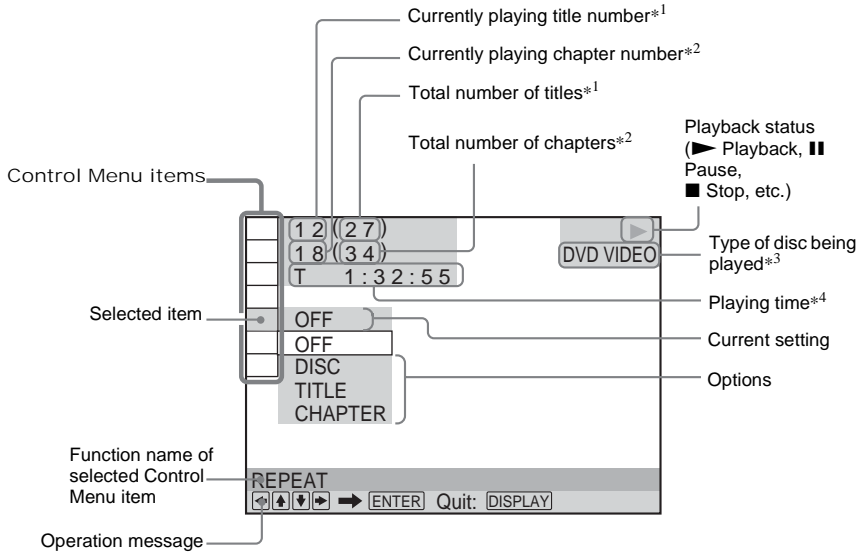 Currently playing title number*1
Currently playing chapter number*2
Total number of titles*1
Total number of chapters*2
Playback status
(► Playback, ❚❚
Pause,
■ Stop, etc.)
Control Menu items
12(27)
18(34)
T 1:32:55
►
DVD VIDEO
Type of disc being
played*3
Playing time*4
Selected item
OFF
Current setting
OFF
DISC
TITLE
CHAPTER
Options
Function name of
selected Control
Menu item
REPEAT
←↑↓→ ➡ ENTER Quit: DISPLAY
Operation message